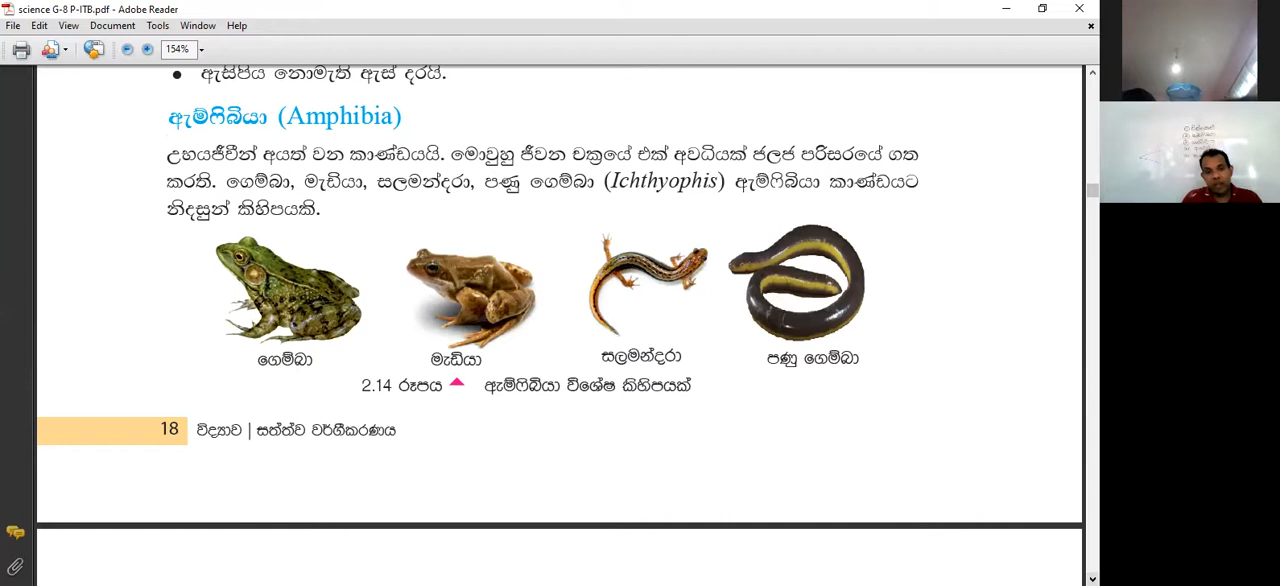 science G-8 P-ITB.pdf - Adobe Reader
File Edit View Document Tools Window Help
154%
• ඇසිපිය නොමැති ඇස් දරයි.
ඇම්ෆිබියා (Amphibia)
උභයජීවීන් අයත් වන කාණ්ඩයයි. මොවුහු ජීවන චක්‍රයේ එක් අවධියක් ජලජ පරිසරයේ ගත
කරති. ගෙම්බා, මැඩියා, සලමන්දරා, පණු ගෙම්බා (Ichthyophis) ඇම්ෆිබියා කාණ්ඩයට
නිදසුන් කිහිපයකි.
ගෙම්බා මැඩියා සලමන්දරා පණු ගෙම්බා
2.14 රූපය ▲ ඇම්ෆිබියා විශේෂ කිහිපයක්
18 විද්‍යාව | සත්ත්ව වර්ගීකරණය